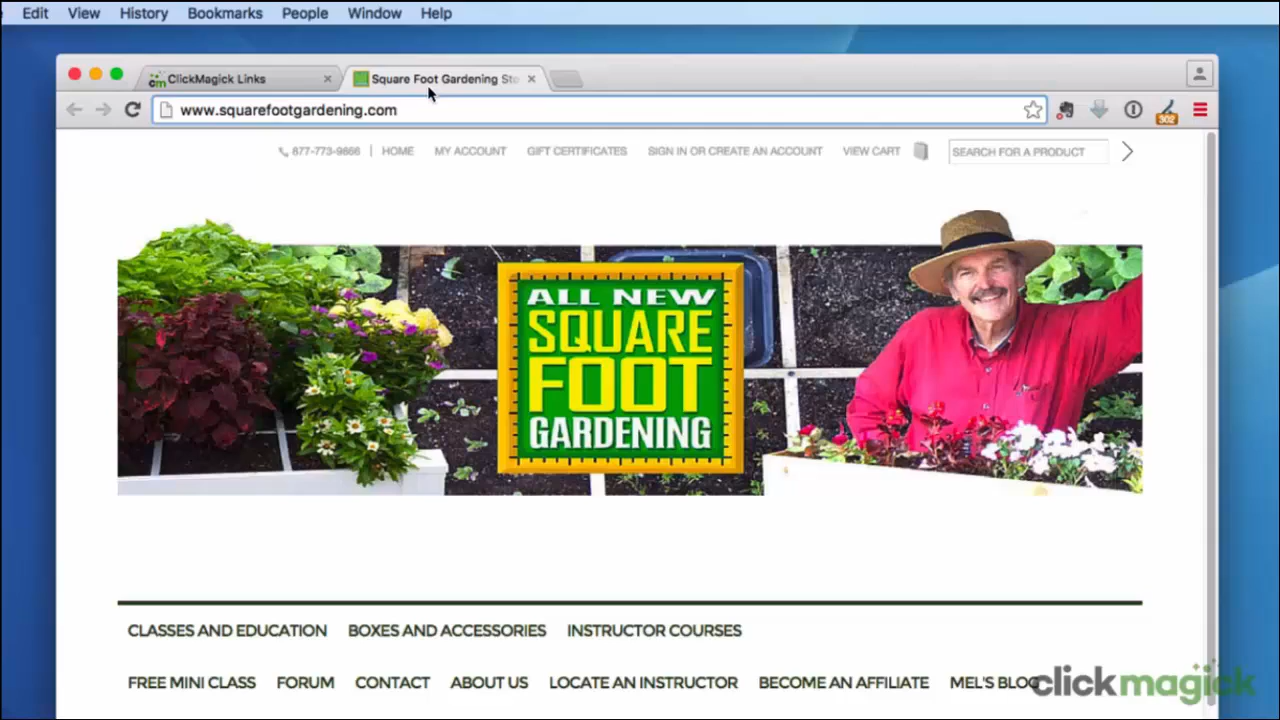 Edit View History Bookmarks People Window Help
cm ClickMagick Links × Square Foot Gardening Sto ×
www.squarefootgardening.com 302
877-773-9866 | HOME MY ACCOUNT GIFT CERTIFICATES SIGN IN OR CREATE AN ACCOUNT VIEW CART SEARCH FOR A PRODUCT
ALL NEW
SQUARE
FOOT
GARDENING
CLASSES AND EDUCATION BOXES AND ACCESSORIES INSTRUCTOR COURSES
FREE MINI CLASS FORUM CONTACT ABOUT US LOCATE AN INSTRUCTOR BECOME AN AFFILIATE MEL'S BLOG
clickmagick